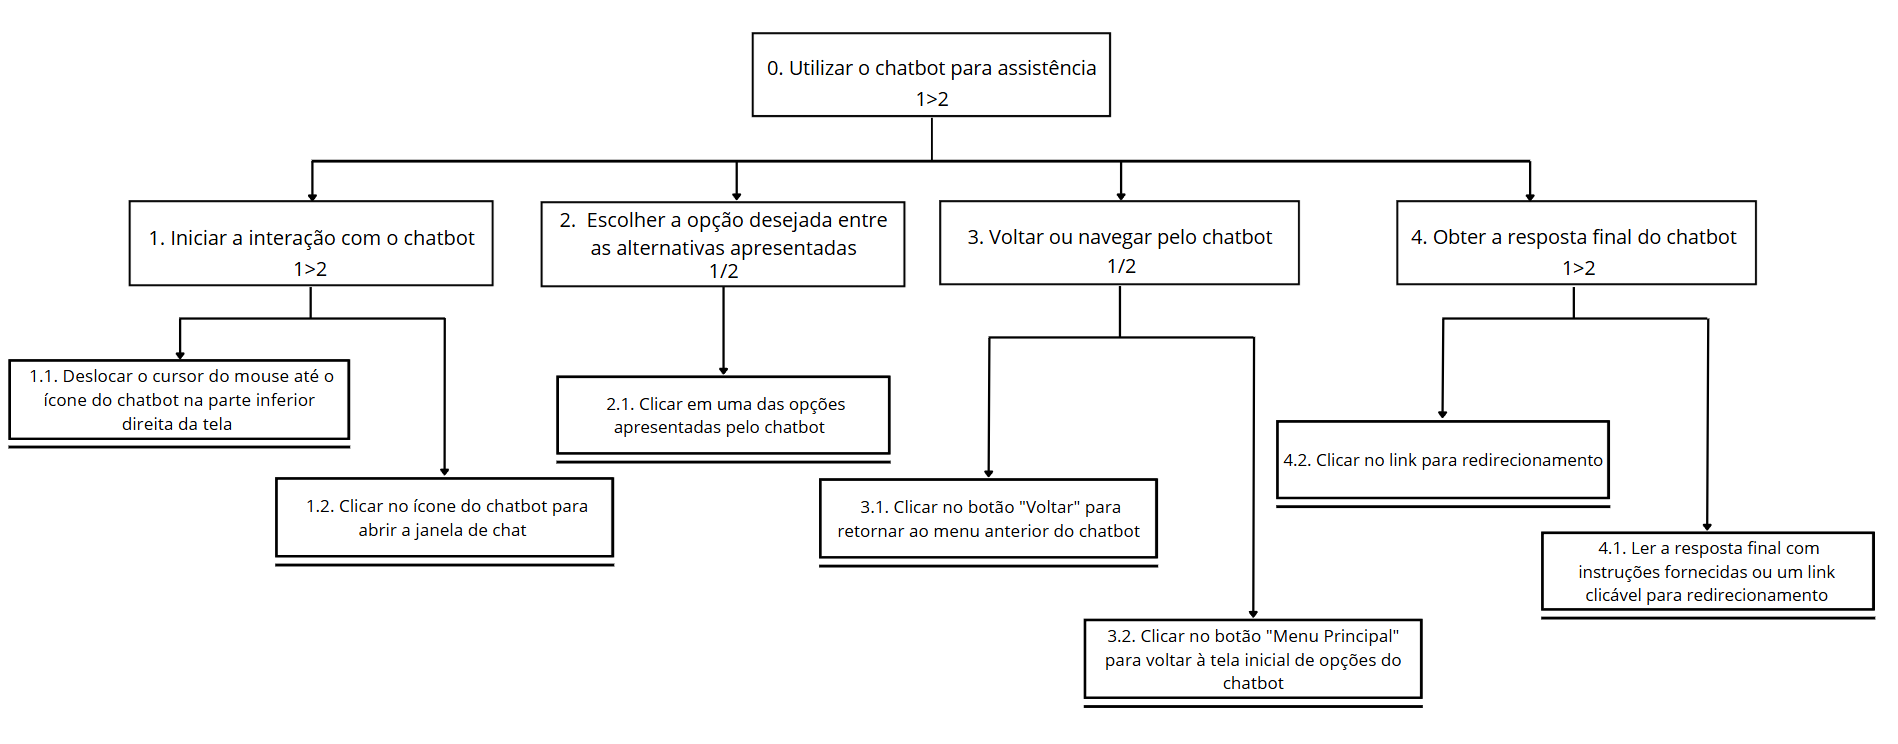 0. Utilizar o chatbot para assistência
1>2
1. Iniciar a interação com o chatbot
1>2
2. Escolher a opção desejada entre
as alternativas apresentadas
1/2
3. Voltar ou navegar pelo chatbot
1/2
4. Obter a resposta final do chatbot
1>2
1.1. Deslocar o cursor do mouse até o
ícone do chatbot na parte inferior
direita da tela
1.2. Clicar no ícone do chatbot para
abrir a janela de chat
2.1. Clicar em uma das opções
apresentadas pelo chatbot
3.1. Clicar no botão "Voltar" para
retornar ao menu anterior do chatbot
3.2. Clicar no botão "Menu Principal"
para voltar à tela inicial de opções do
chatbot
4.2. Clicar no link para redirecionamento
4.1. Ler a resposta final com
instruções fornecidas ou um link
clicável para redirecionamento